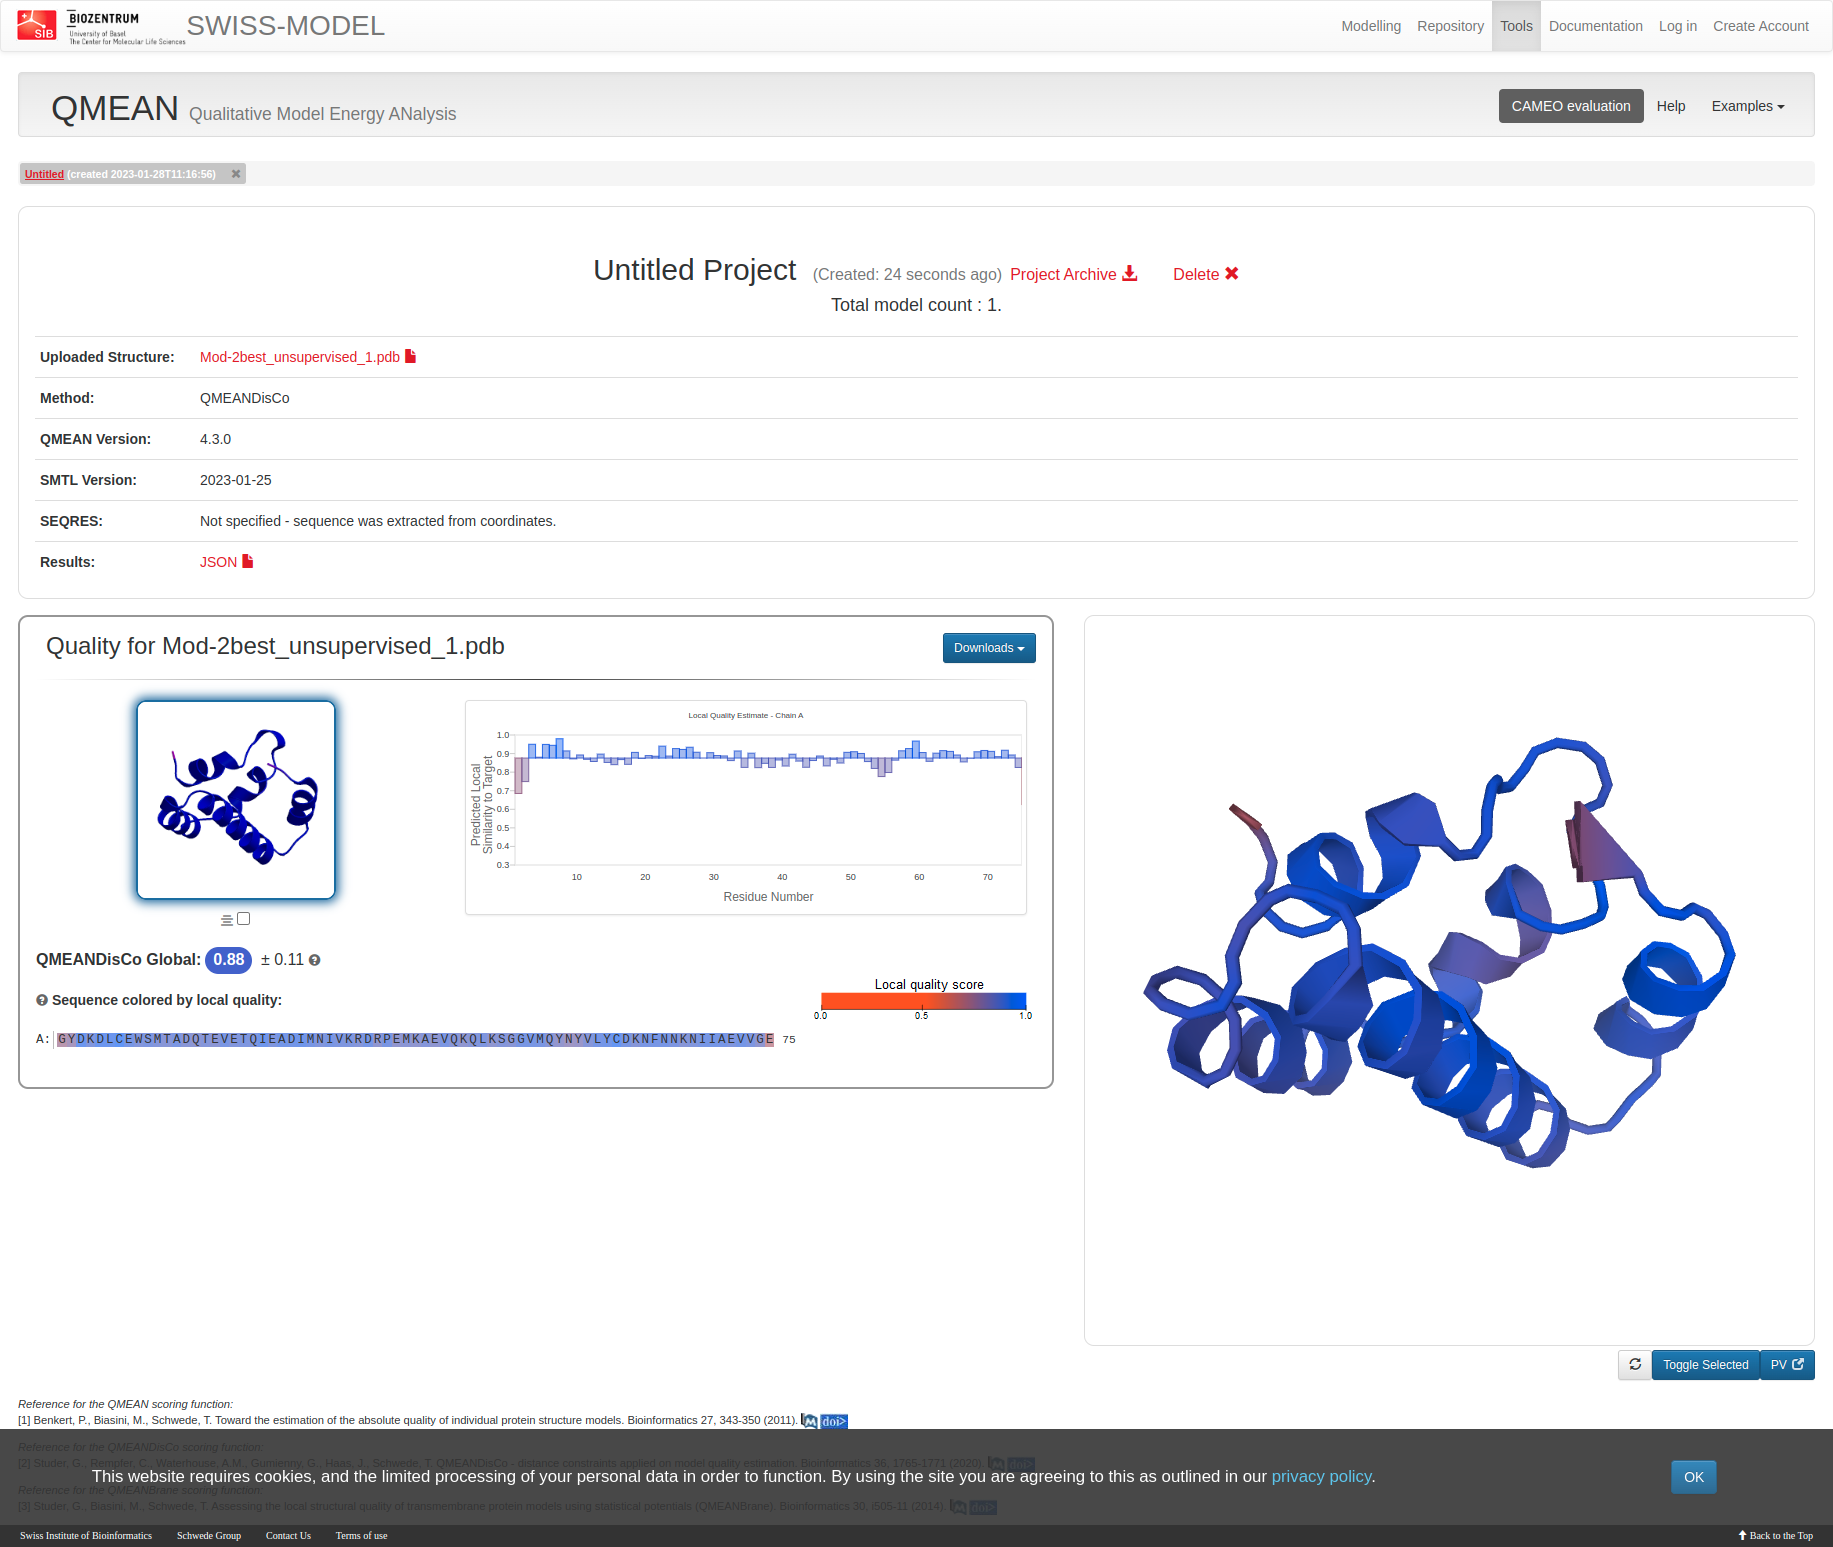 SIB
BIOZENTRUM
University of Basel
The Center for Molecular Life Sciences
SWISS-MODEL
Modelling Repository Tools Documentation Log in Create Account
QMEAN Qualitative Model Energy ANalysis
CAMEO evaluation Help Examples
Untitled (created 2023-01-28T11:16:56)
Untitled Project (Created: 24 seconds ago) Project Archive Delete
Total model count : 1.
Uploaded Structure: Mod-2best_unsupervised_1.pdb
Method: QMEANDisCo
QMEAN Version: 4.3.0
SMTL Version: 2023-01-25
SEQRES: Not specified - sequence was extracted from coordinates.
Results: JSON
Quality for Mod-2best_unsupervised_1.pdb
Downloads
Local Quality Estimate - Chain A
Predicted Local
Similarity to Target
1.0
0.9
0.8
0.7
0.6
0.5
0.4
0.3
10 20 30 40 50 60 70
Residue Number
QMEANDisCo Global: 0.88 ± 0.11
Sequence colored by local quality:
Local quality score
0.0 0.5 1.0
A: GYDKDLCEWSMTADQTEVETQIEADIMNIVKRDRPEMKAEVQKQLKSGGVMQYNYVLYCDKNFNNKNIIAEVVGE 75
Toggle Selected PV
Reference for the QMEAN scoring function:
[1] Benkert, P., Biasini, M., Schwede, T. Toward the estimation of the absolute quality of individual protein structure models. Bioinformatics 27, 343-350 (2011). doi>
Reference for the QMEANDisCo scoring function:
[2] Studer, G., Rempfer, C., Waterhouse, A.M., Gumienny, G., Haas, J., Schwede, T. QMEANDisCo - distance constraints applied on model quality estimation. Bioinformatics 36, 1765-1771 (2020). doi>
This website requires cookies, and the limited processing of your personal data in order to function. By using the site you are agreeing to this as outlined in our privacy policy.
OK
Reference for the QMEANBrane scoring function:
[3] Studer, G., Biasini, M., Schwede, T. Assessing the local structural quality of transmembrane protein models using statistical potentials (QMEANBrane). Bioinformatics 30, i505-11 (2014). doi>
Swiss Institute of Bioinformatics Schwede Group Contact Us Terms of use Back to the Top